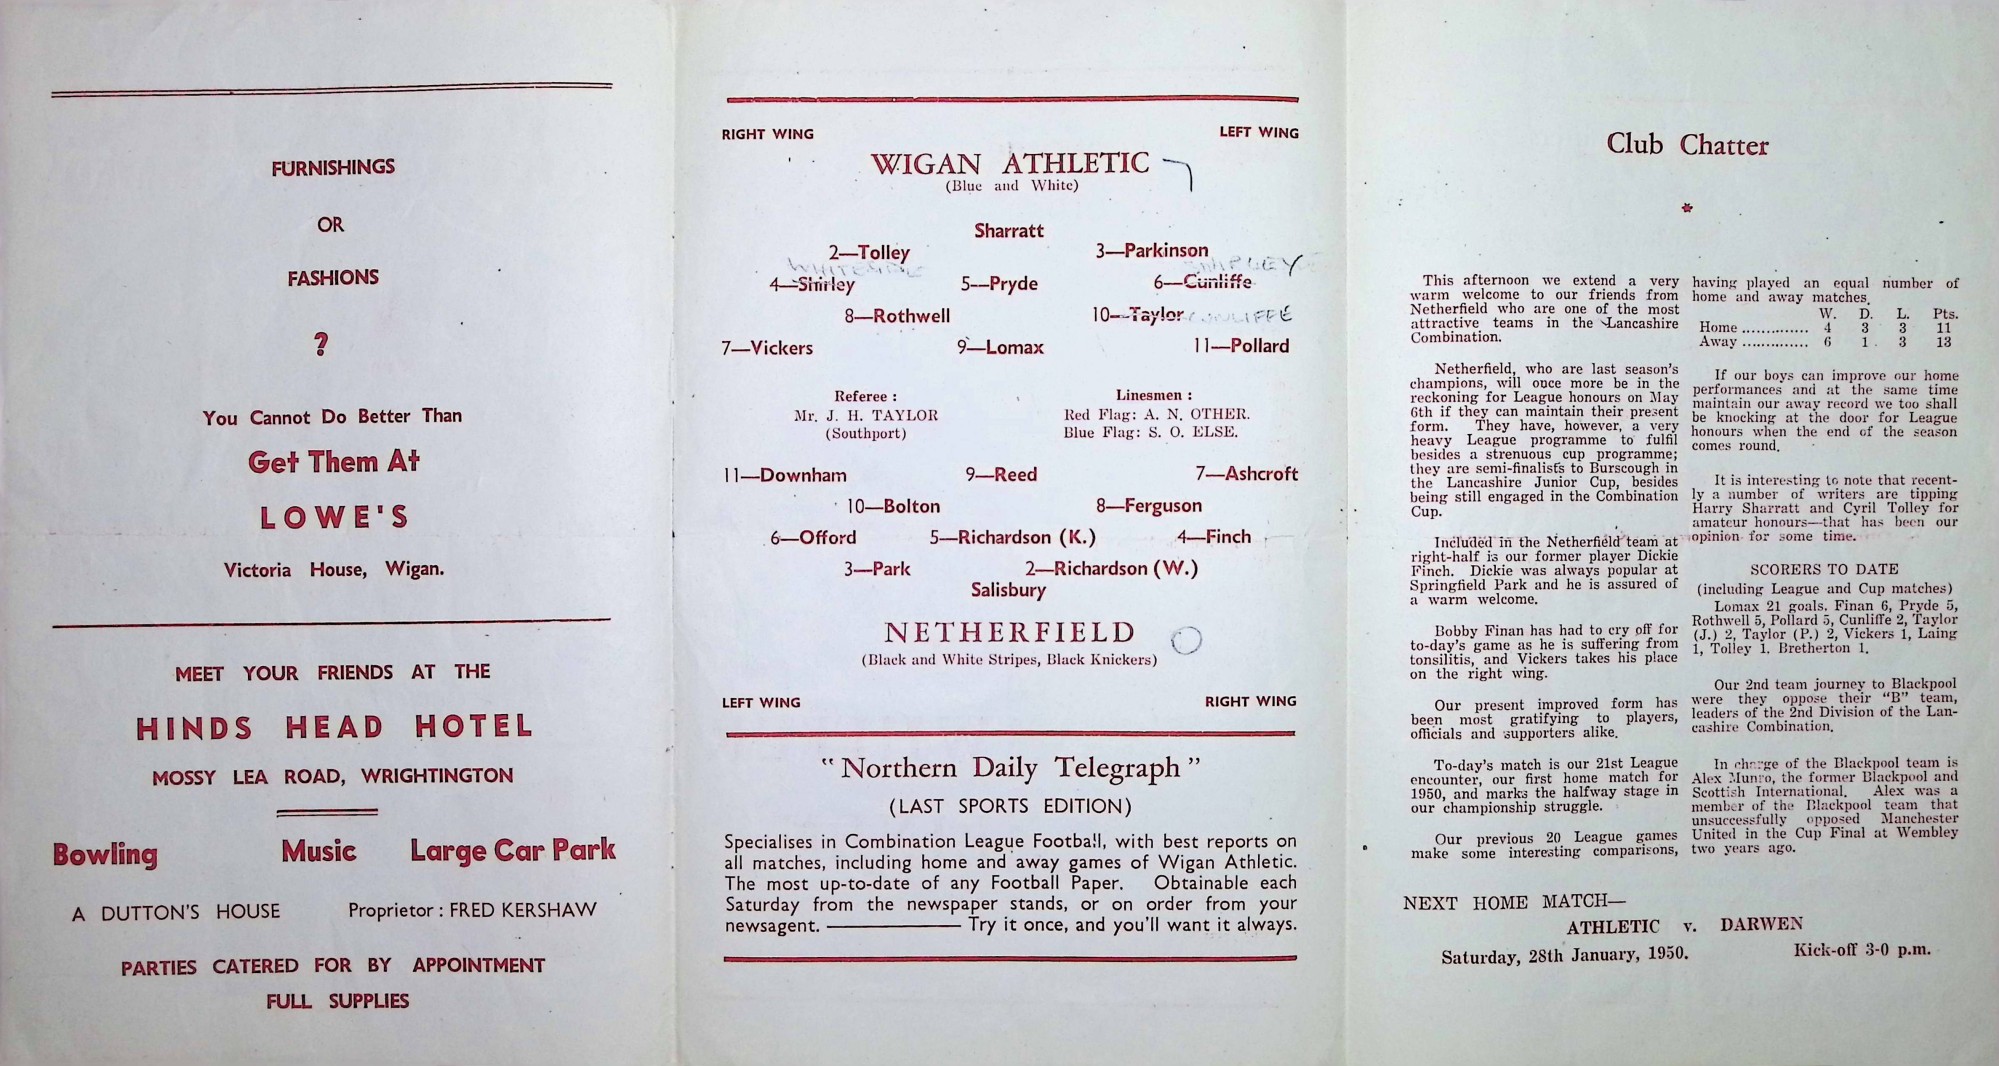 FURNISHINGS
OR
FASHIONS
?
You Cannot Do Better Than
Get Them At
LOWE'S
Victoria House, Wigan.
MEET YOUR FRIENDS AT THE
HINDS HEAD HOTEL
MOSSY LEA ROAD, WRIGHTINGTON
Bowling Music Large Car Park
A DUTTON'S HOUSE Proprietor : FRED KERSHAW
PARTIES CATERED FOR BY APPOINTMENT
FULL SUPPLIES
RIGHT WING LEFT WING
WIGAN ATHLETIC
(Blue and White)
Sharratt
2—Tolley 3—Parkinson
WHITESIDE SHIRLEY
4—Shirley 5—Pryde 6—Cunliffe
8—Rothwell 10—Taylor CUNLIFFE
7—Vickers 9—Lomax 11—Pollard
Referee : Linesmen :
Mr. J. H. TAYLOR Red Flag: A. N. OTHER.
(Southport) Blue Flag: S. O. ELSE.
11—Downham 9—Reed 7—Ashcroft
10—Bolton 8—Ferguson
6—Offord 5—Richardson (K.) 4—Finch
3—Park 2—Richardson (W.)
Salisbury
NETHERFIELD
(Black and White Stripes, Black Knickers)
LEFT WING RIGHT WING
"Northern Daily Telegraph"
(LAST SPORTS EDITION)
Specialises in Combination League Football, with best reports on
all matches, including home and away games of Wigan Athletic.
The most up-to-date of any Football Paper. Obtainable each
Saturday from the newspaper stands, or on order from your
newsagent. ———— Try it once, and you'll want it always.
Club Chatter
*
This afternoon we extend a very
warm welcome to our friends from
Netherfield who are one of the most
attractive teams in the Lancashire
Combination.
Netherfield, who are last season's
champions, will once more be in the
reckoning for League honours on May
6th if they can maintain their present
form. They have, however, a very
heavy League programme to fulfil
besides a strenuous cup programme;
they are semi-finalists to Burscough in
the Lancashire Junior Cup, besides
being still engaged in the Combination
Cup.
Included in the Netherfield team at
right-half is our former player Dickie
Finch. Dickie was always popular at
Springfield Park and he is assured of
a warm welcome.
Bobby Finan has had to cry off for
to-day's game as he is suffering from
tonsilitis, and Vickers takes his place
on the right wing.
Our present improved form has
been most gratifying to players,
officials and supporters alike.
To-day's match is our 21st League
encounter, our first home match for
1950, and marks the halfway stage in
our championship struggle.
Our previous 20 League games
make some interesting comparisons,
having played an equal number of
home and away matches.
W. D. L. Pts.
Home .............. 4 3 3 11
Away .............. 6 1 3 13
If our boys can improve our home
performances and at the same time
maintain our away record we too shall
be knocking at the door for League
honours when the end of the season
comes round.
It is interesting to note that recent-
ly a number of writers are tipping
Harry Sharratt and Cyril Tolley for
amateur honours—that has been our
opinion for some time.
SCORERS TO DATE
(including League and Cup matches)
Lomax 21 goals. Finan 6, Pryde 5,
Rothwell 5, Pollard 5, Cunliffe 2, Taylor
(J.) 2, Taylor (P.) 2, Vickers 1, Laing
1, Tolley 1. Bretherton 1.
Our 2nd team journey to Blackpool
were they oppose their "B" team,
leaders of the 2nd Division of the Lan-
cashire Combination.
In charge of the Blackpool team is
Alex Munro, the former Blackpool and
Scottish International. Alex was a
member of the Blackpool team that
unsuccessfully opposed Manchester
United in the Cup Final at Wembley
two years ago.
NEXT HOME MATCH—
ATHLETIC v. DARWEN
Saturday, 28th January, 1950. Kick-off 3-0 p.m.